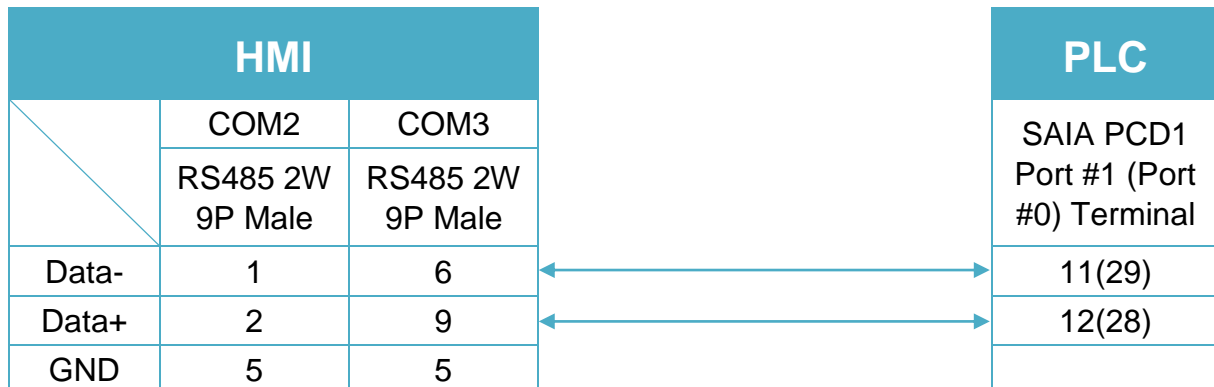 HMI
PLC
COM2 COM3
RS485 2W
9P Male
RS485 2W
9P Male
SAIA PCD1
Port #1 (Port
#0) Terminal
Data- 1 6 11(29)
Data+ 2 9 12(28)
GND 5 5